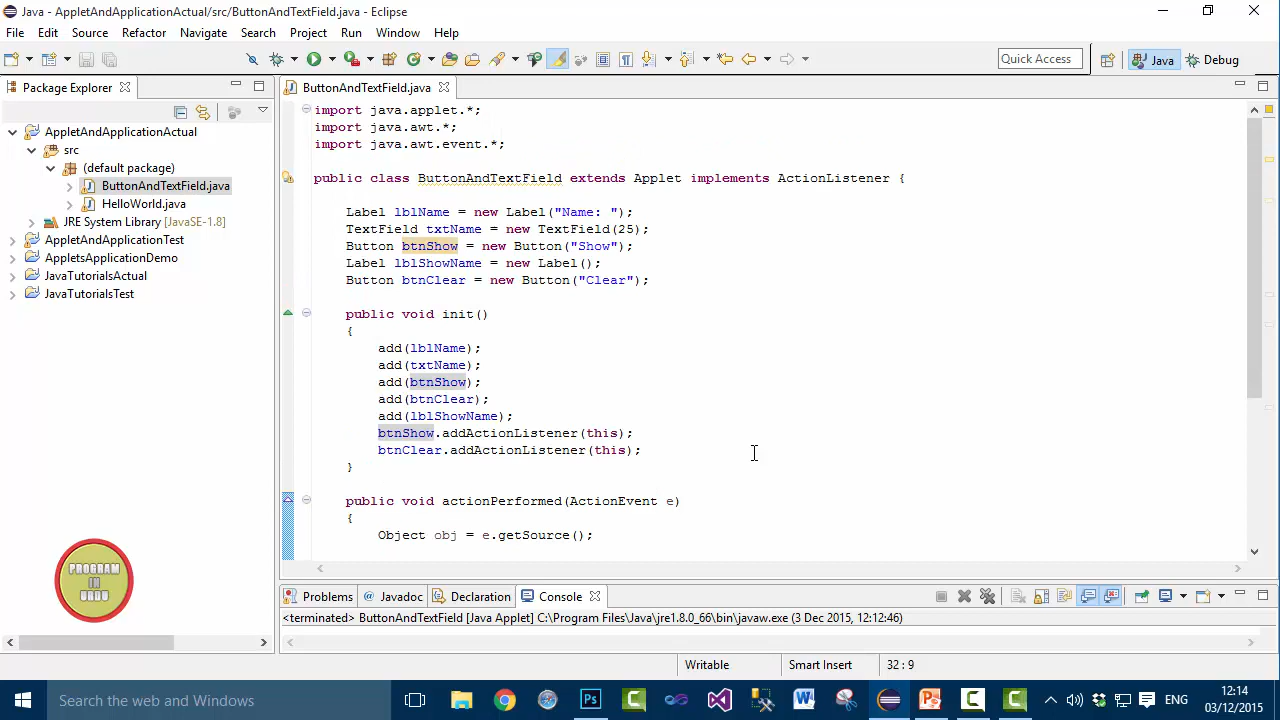 Java - AppletAndApplicationActual/src/ButtonAndTextField.java - Eclipse
File Edit Source Refactor Navigate Search Project Run Window Help
Quick Access
Java
Debug
Package Explorer
AppletAndApplicationActual
src
(default package)
ButtonAndTextField.java
HelloWorld.java
JRE System Library [JavaSE-1.8]
AppletAndApplicationTest
AppletsApplicationDemo
JavaTutorialsActual
JavaTutorialsTest
PROGRAM
IN
ButtonAndTextField.java
import java.applet.*;
import java.awt.*;
import java.awt.event.*;
public class ButtonAndTextField extends Applet implements ActionListener {
Label lblName = new Label("Name: ");
TextField txtName = new TextField(25);
Button btnShow = new Button("Show");
Label lblShowName = new Label();
Button btnClear = new Button("Clear");
public void init()
{
add(lblName);
add(txtName);
add(btnShow);
add(btnClear);
add(lblShowName);
btnShow.addActionListener(this);
btnClear.addActionListener(this);
}
public void actionPerformed(ActionEvent e)
{
Object obj = e.getSource();
Problems
Javadoc
Declaration
Console
<terminated> ButtonAndTextField [Java Applet] C:\Program Files\Java\jre1.8.0_66\bin\javaw.exe (3 Dec 2015, 12:12:46)
Writable
Smart Insert
32 : 9
Search the web and Windows
ENG
12:14
03/12/2015